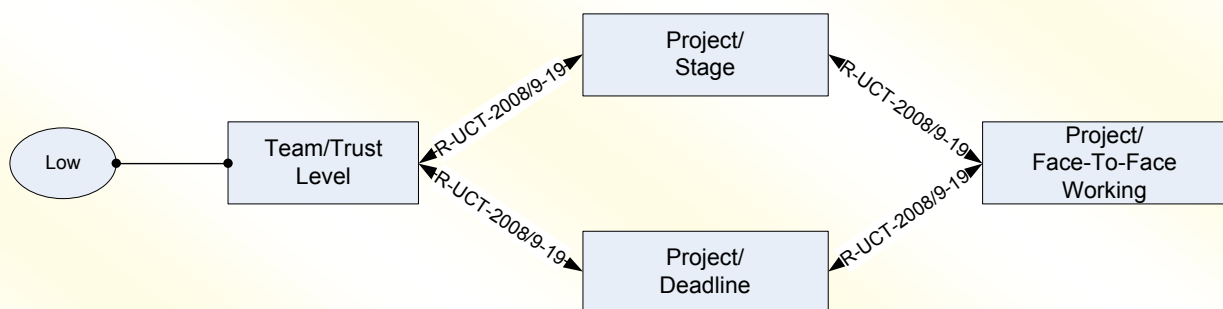 Project/
Stage
R-UCT-2008/9-19
R-UCT-2008/9-19
Low
Team/Trust
Level
Project/
Face-To-Face
Working
R-UCT-2008/9-19
R-UCT-2008/9-19
Project/
Deadline